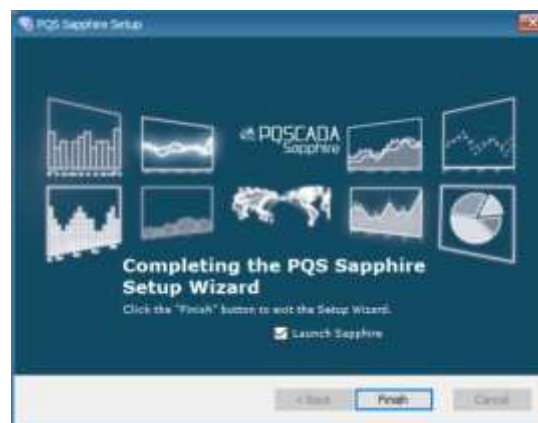 PQS Sapphire Setup
PQSCADA
Sapphire
Completing the PQS Sapphire
Setup Wizard
Click the "Finish" button to exit the Setup Wizard.
Launch Sapphire
< Back
Finish
Cancel